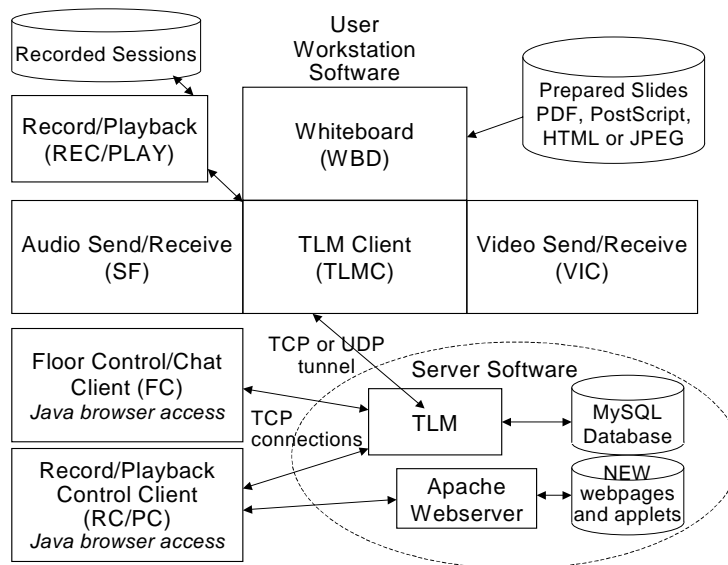 User
Workstation
Software
Recorded Sessions
Record/Playback
(REC/PLAY)
Whiteboard
(WBD)
Prepared Slides
PDF, PostScript,
HTML or JPEG
Audio Send/Receive
(SF)
TLM Client
(TLMC)
Video Send/Receive
(VIC)
TCP or UDP
tunnel
Floor Control/Chat
Client (FC)
Java browser access
TCP
connections
Server Software
TLM
MySQL
Database
Record/Playback
Control Client
(RC/PC)
Java browser access
Apache
Webserver
NEW
webpages
and applets